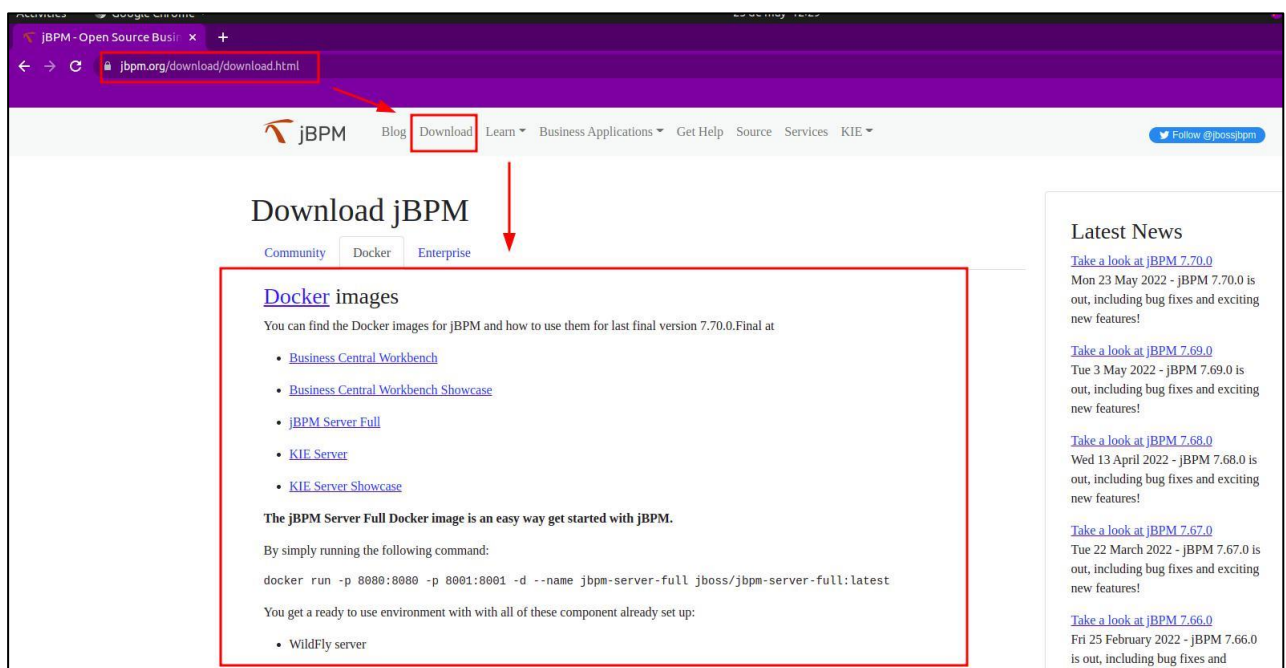 Activities Google Chrome
jBPM - Open Source Busin × +
jbpm.org/download/download.html
jBPM Blog Download Learn Business Applications Get Help Source Services KIE
Follow @jbossjbpm
Download jBPM
Community Docker Enterprise
Docker images
You can find the Docker images for jBPM and how to use them for last final version 7.70.0.Final at
• Business Central Workbench
• Business Central Workbench Showcase
• jBPM Server Full
• KIE Server
• KIE Server Showcase
The jBPM Server Full Docker image is an easy way get started with jBPM.
By simply running the following command:
docker run -p 8080:8080 -p 8001:8001 -d --name jbpm-server-full jboss/jbpm-server-full:latest
You get a ready to use environment with with all of these component already set up:
• WildFly server
Latest News
Take a look at jBPM 7.70.0
Mon 23 May 2022 - jBPM 7.70.0 is
out, including bug fixes and exciting
new features!
Take a look at jBPM 7.69.0
Tue 3 May 2022 - jBPM 7.69.0 is
out, including bug fixes and exciting
new features!
Take a look at jBPM 7.68.0
Wed 13 April 2022 - jBPM 7.68.0 is
out, including bug fixes and exciting
new features!
Take a look at jBPM 7.67.0
Tue 22 March 2022 - jBPM 7.67.0 is
out, including bug fixes and exciting
new features!
Take a look at jBPM 7.66.0
Fri 25 February 2022 - jBPM 7.66.0
is out, including bug fixes and